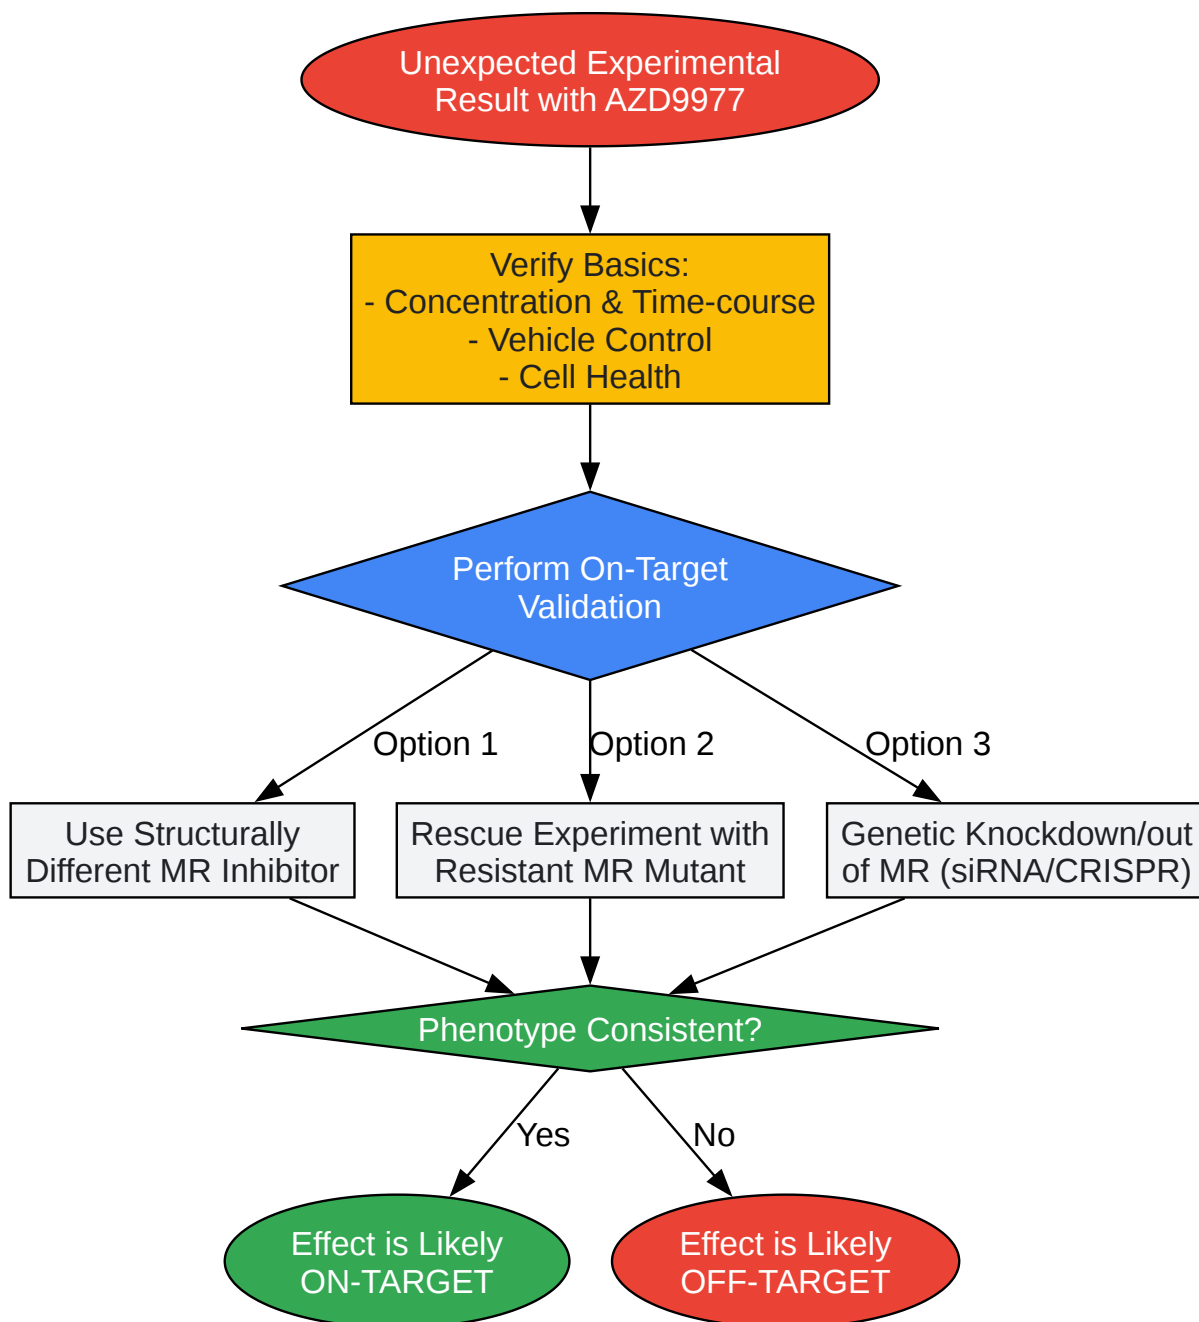 Unexpected Experimental
Result with AZD9977
Verify Basics:
- Concentration & Time-course
- Vehicle Control
- Cell Health
Perform On-Target
Validation
Option 1
Option 2
Option 3
Use Structurally
Different MR Inhibitor
Rescue Experiment with
Resistant MR Mutant
Genetic Knockdown/out
of MR (siRNA/CRISPR)
Phenotype Consistent?
Yes
No
Effect is Likely
ON-TARGET
Effect is Likely
OFF-TARGET